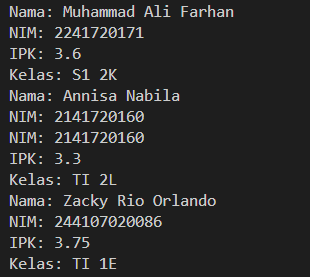 Nama: Muhammad Ali Farhan
NIM: 2241720171
IPK: 3.6
Kelas: S1 2K
Nama: Annisa Nabila
NIM: 2141720160
NIM: 2141720160
IPK: 3.3
Kelas: TI 2L
Nama: Zacky Rio Orlando
NIM: 244107020086
IPK: 3.75
Kelas: TI 1E